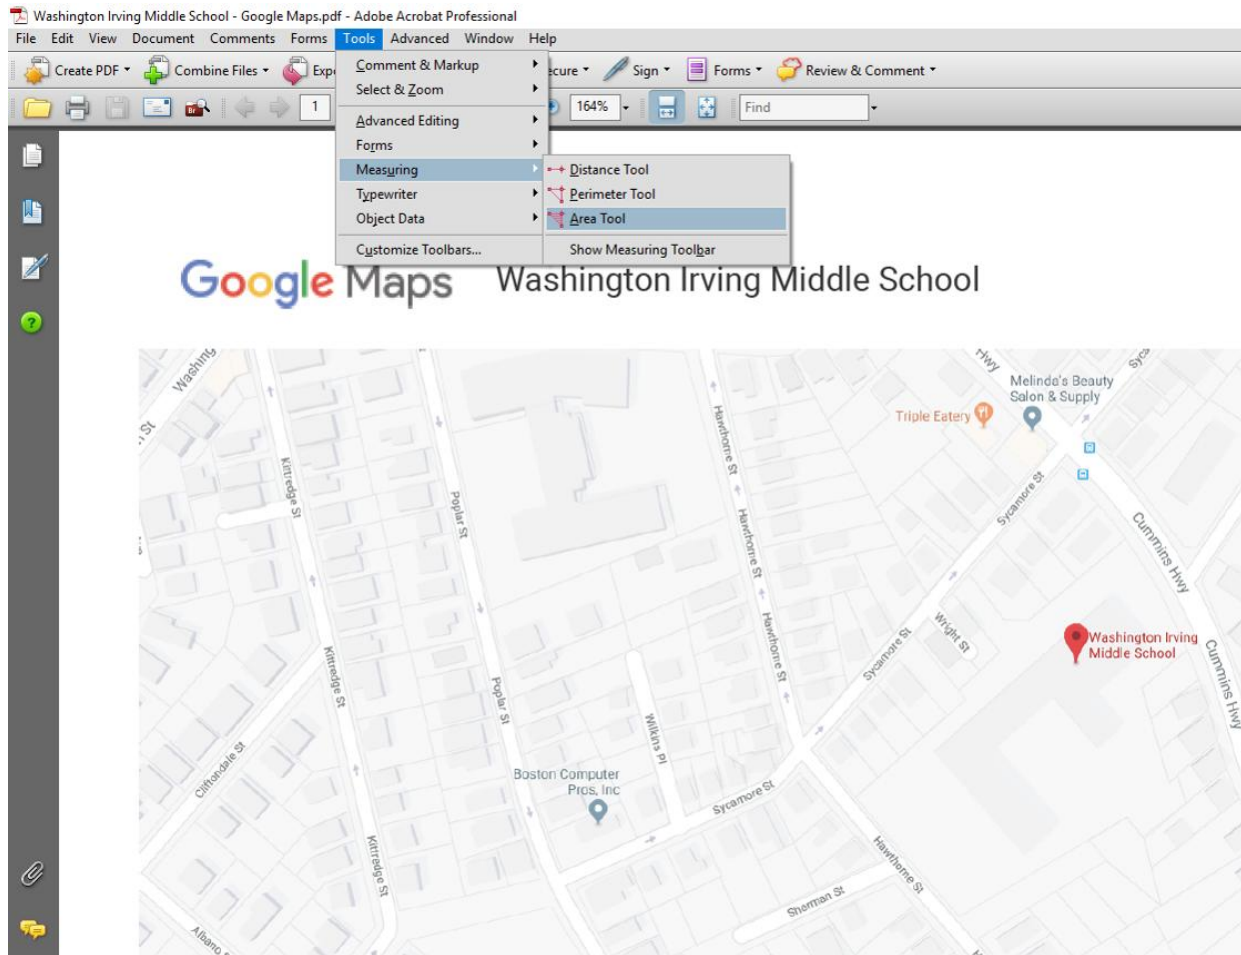 Washington Irving Middle School - Google Maps.pdf - Adobe Acrobat Professional
File Edit View Document Comments Forms Tools Advanced Window Help
Create PDF Combine Files Expo ecure Sign Forms Review & Comment
1 164% Find
Comment & Markup
Select & Zoom
Advanced Editing
Forms
Measuring
Typewriter
Object Data
Customize Toolbars...
Distance Tool
Perimeter Tool
Area Tool
Show Measuring Toolbar
Google Maps Washington Irving Middle School
Washing
St
Hwy
Syca
Melinda's Beauty
Salon & Supply
Triple Eatery
Kittredge St
Poplar St
Hawthorne St
Hawthorne St
Sycamore St
Cummins Hwy
Hawthorne St
Wright St
Sycamore St
Washington Irving
Middle School
Cummins Hwy
Kittredge St
Poplar St
Wilkins Pl
Cliftondale St
Boston Computer
Pros, Inc
Sycamore St
Kittredge St
Hawthorne St
Sherman St
Albano